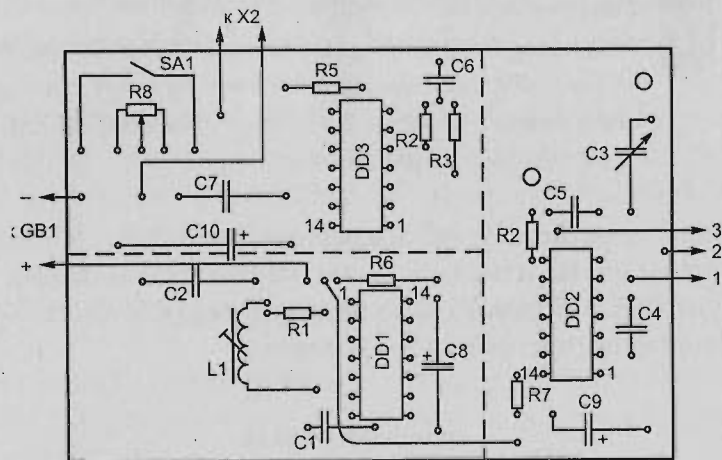 к X2
SA1
R8
R5
C6
R2
R3
DD3
C3
C7
14
1
C5
–
к GB1
+
C10
+
R2
3
2
1
R6
C2
1
14
DD2
R1
DD1
C4
L1
+
C8
14
1
R7
C9
+
C1